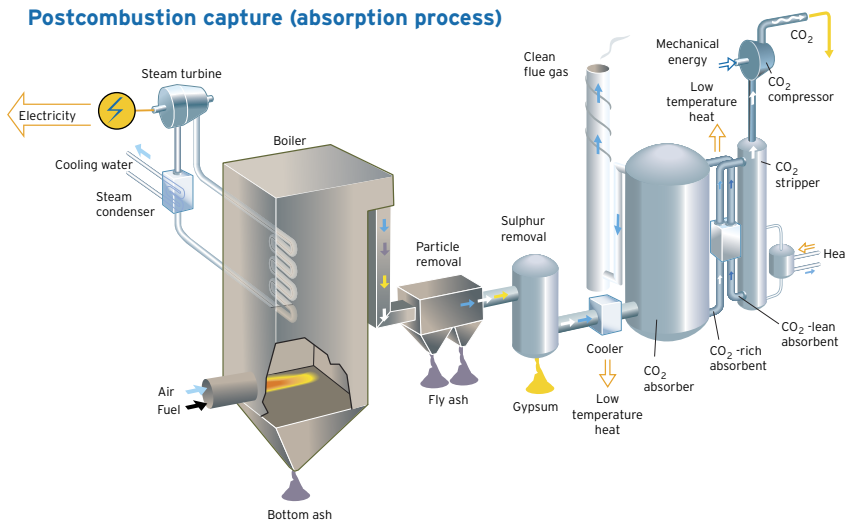 Postcombustion capture (absorption process)
CO2
Mechanical
energy
Clean
flue gas
Steam turbine
Low
temperature
heat
CO2
compressor
Electricity
Boiler
Cooling water
CO2
stripper
Steam
condenser
Sulphur
removal
Particle
removal
Hea
CO2 -lean
absorbent
Cooler
CO2 -rich
absorbent
CO2
absorber
Air
Fuel
Fly ash
Gypsum
Low
temperature
heat
Bottom ash